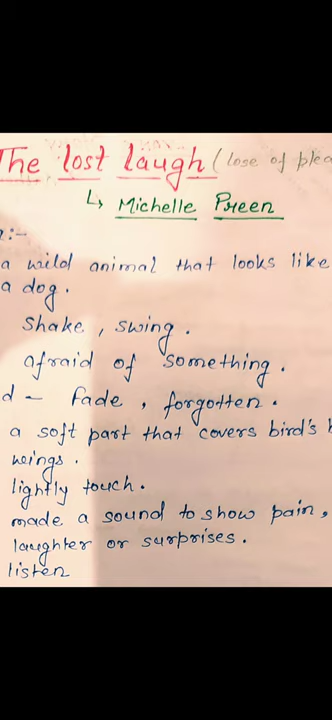 The lost laugh (lose of plea
↳ Michelle Preen
:-
a wild animal that looks like
a dog.
Shake, swing.
afraid of something.
d - fade, forgotten.
a soft part that covers bird's
wings.
lightly touch.
made a sound to show pain,
laughter or surprises.
listen